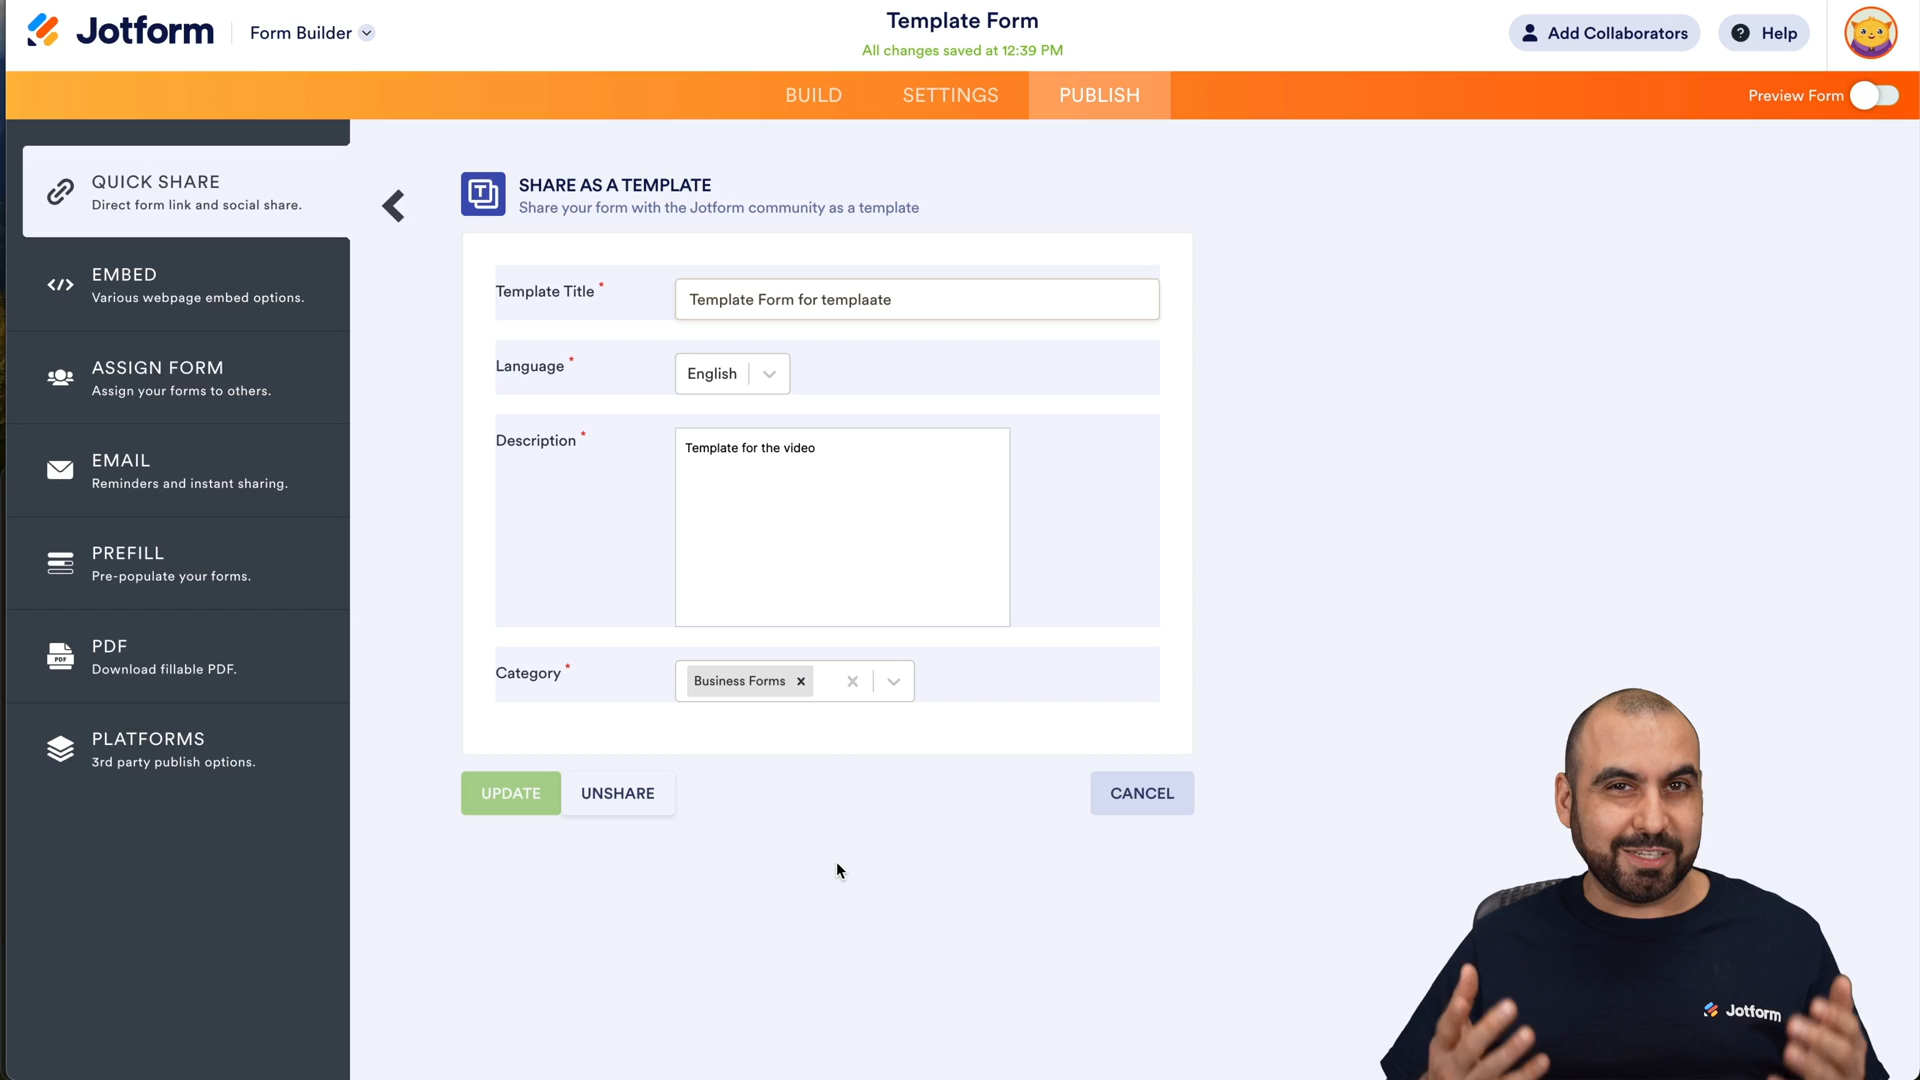 Jotform
Form Builder
Template Form
All changes saved at 12:39 PM
Add Collaborators
? Help
BUILD
SETTINGS
PUBLISH
Preview Form
QUICK SHARE
Direct form link and social share.
EMBED
Various webpage embed options.
ASSIGN FORM
Assign your forms to others.
EMAIL
Reminders and instant sharing.
PREFILL
Pre-populate your forms.
PDF
PDF
Download fillable PDF.
PLATFORMS
3rd party publish options.
T
SHARE AS A TEMPLATE
Share your form with the Jotform community as a template
Template Title *
Template Form for templaate
Language *
English
Description *
Template for the video
Category *
Business Forms
UPDATE
UNSHARE
CANCEL
Jotform